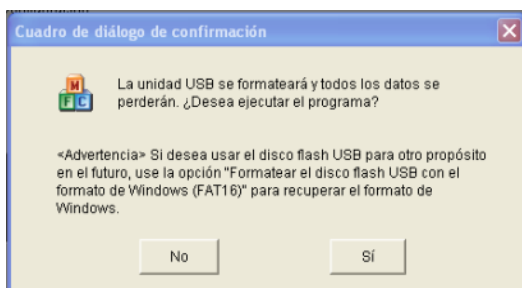 Cuadro de diálogo de confirmación
M
F C
La unidad USB se formateará y todos los datos se
perderán. ¿Desea ejecutar el programa?
<Advertencia> Si desea usar el disco flash USB para otro propósito
en el futuro, use la opción "Formatear el disco flash USB con el
formato de Windows (FAT16)" para recuperar el formato de
Windows.
No
Sí